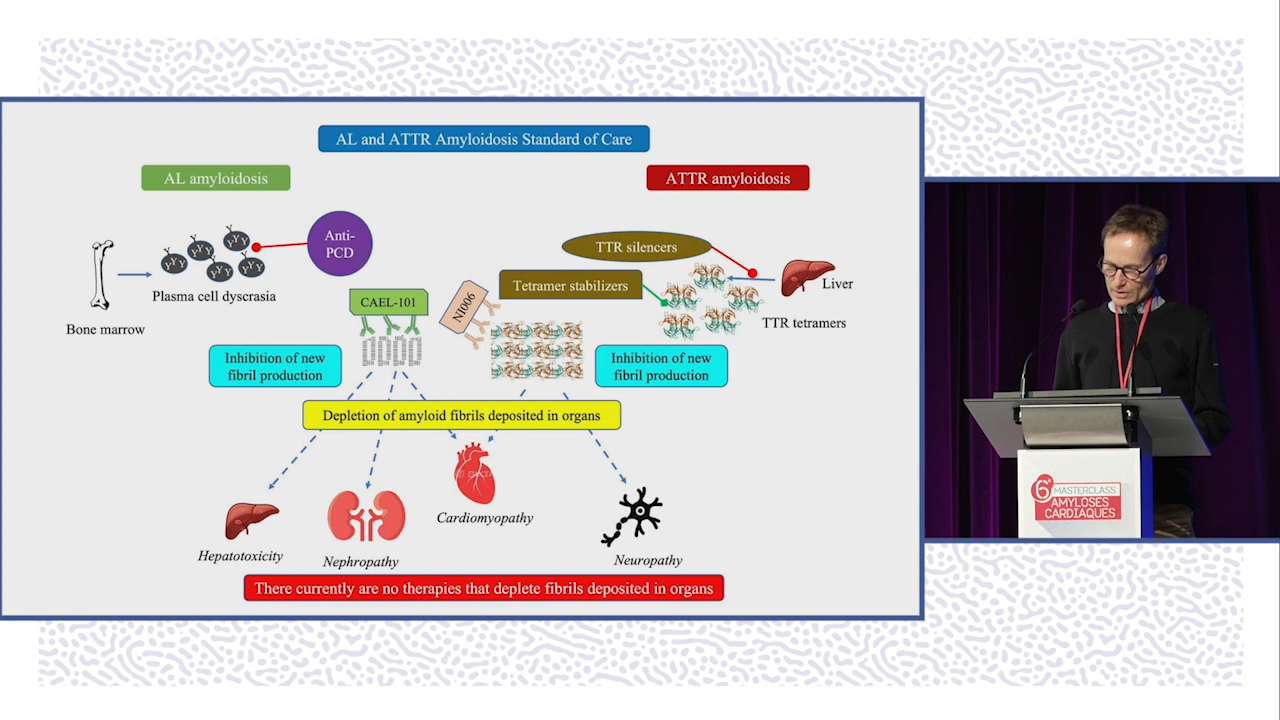 AL and ATTR Amyloidosis Standard of Care
AL amyloidosis
ATTR amyloidosis
Anti-
PCD
TTR silencers
Tetramer stabilizers
Liver
Plasma cell dyscrasia
CAEL-101
NI006
TTR tetramers
Bone marrow
Inhibition of new
fibril production
Inhibition of new
fibril production
Depletion of amyloid fibrils deposited in organs
Cardiomyopathy
Hepatotoxicity
Nephropathy
Neuropathy
There currently are no therapies that deplete fibrils deposited in organs
6e MASTERCLASS
AMYLOSES
CARDIAQUES